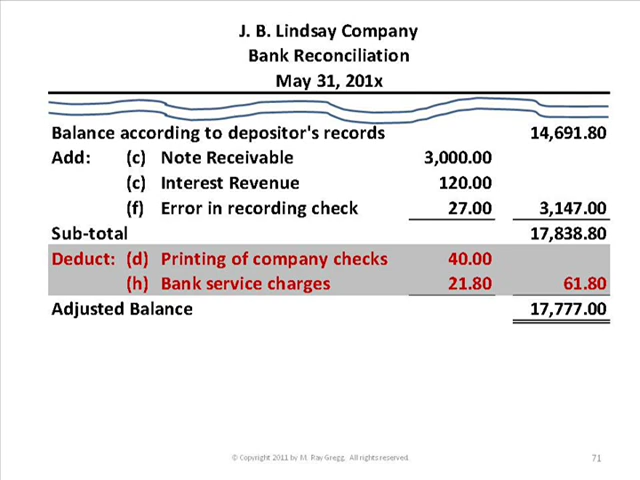 J. B. Lindsay Company
Bank Reconciliation
May 31, 201x
Balance according to depositor's records 14,691.80
Add: (c) Note Receivable 3,000.00
(c) Interest Revenue 120.00
(f) Error in recording check 27.00 3,147.00
Sub-total 17,838.80
Deduct: (d) Printing of company checks 40.00
(h) Bank service charges 21.80 61.80
Adjusted Balance 17,777.00
© Copyright 2011 by M. Ray Gregg. All rights reserved. 71